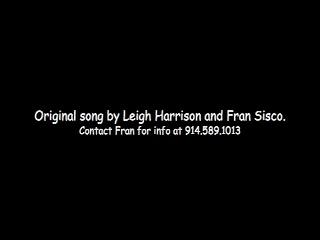 Original song by Leigh Harrison and Fran Sisco.
Contact Fran for info at 914.589.1013